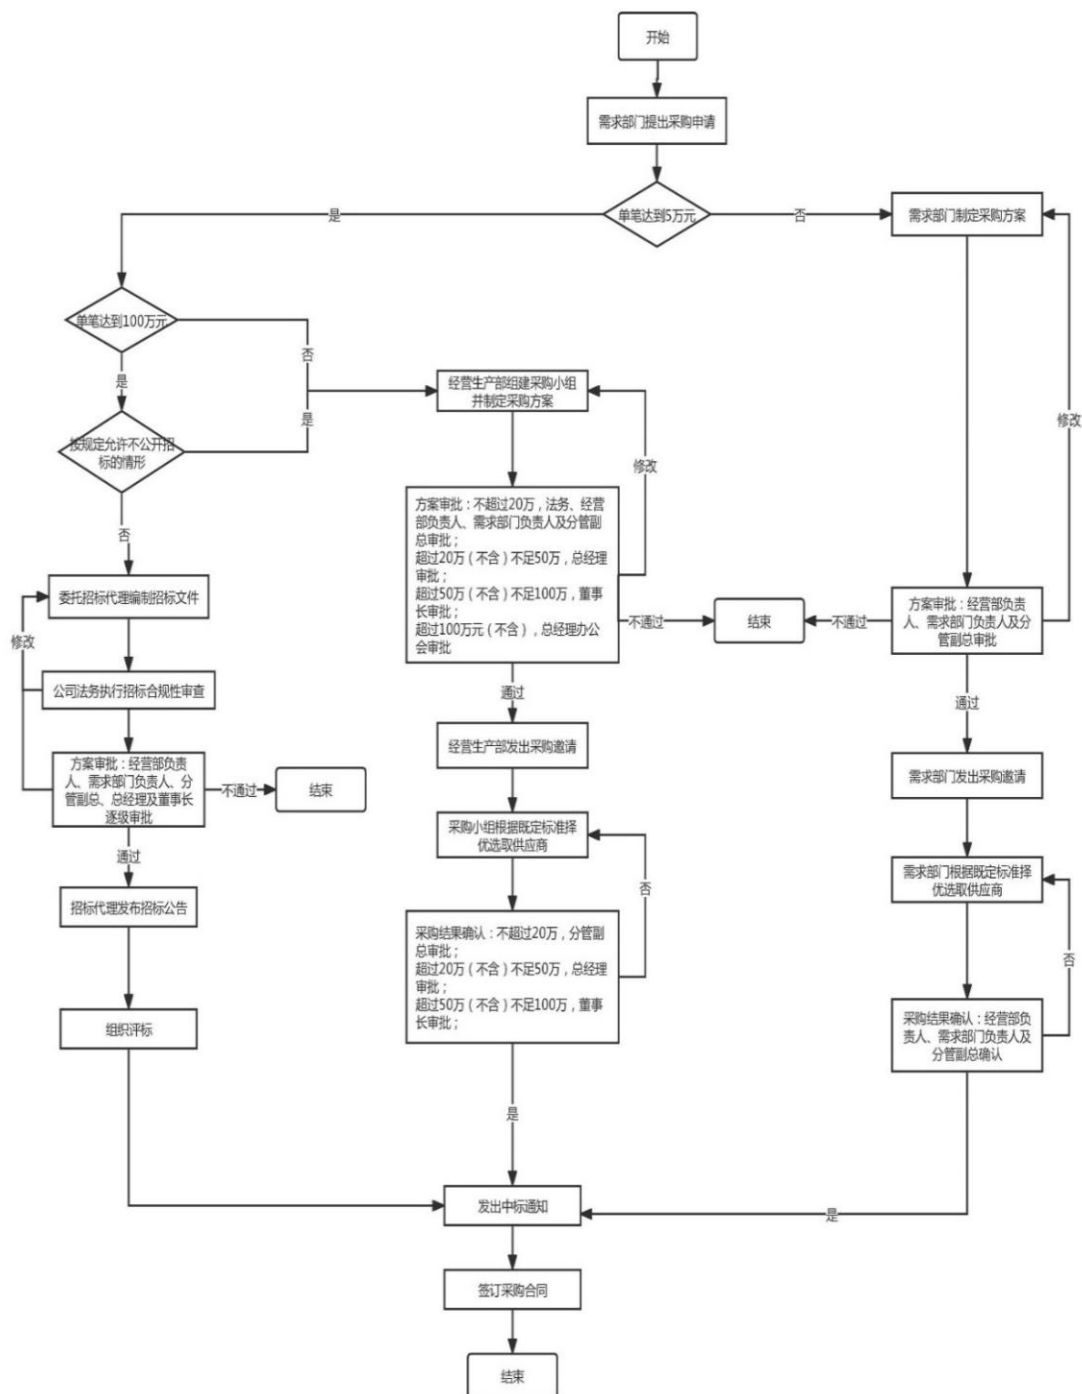 开始
需求部门提出采购申请
单笔达到5万元
是
否
需求部门制定采购方案
单笔达到100万元
否
是
是
按规定允许不公开招
标的情形
否
经营生产部组建采购小组
并制定采购方案
修改
修改
方案审批：不超过20万，法务、经营
部负责人、需求部门负责人及分管副
总审批；
超过20万（不含）不足50万，总经理
审批；
超过50万（不含）不足100万，董事
长审批；
超过100万元（不含），总经理办公
会审批
不通过
结束
不通过
方案审批：经营部负责
人、需求部门负责人及分
管副总审批
委托招标代理编制招标文件
修改
公司法务执行招标合规性审查
通过
通过
方案审批：经营部负责
人、需求部门负责人、分
管副总、总经理及董事长
逐级审批
不通过
结束
经营生产部发出采购邀请
需求部门发出采购邀请
通过
采购小组根据既定标准择
优选取供应商
否
需求部门根据既定标准择
优选取供应商
否
招标代理发布招标公告
采购结果确认：不超过20万，分管副
总审批；
超过20万（不含）不足50万，总经理
审批；
超过50万（不含）不足100万，董事
长审批；
组织评标
采购结果确认：经营部负
责人、需求部门负责人及
分管副总确认
是
发出中标通知
是
签订采购合同
结束